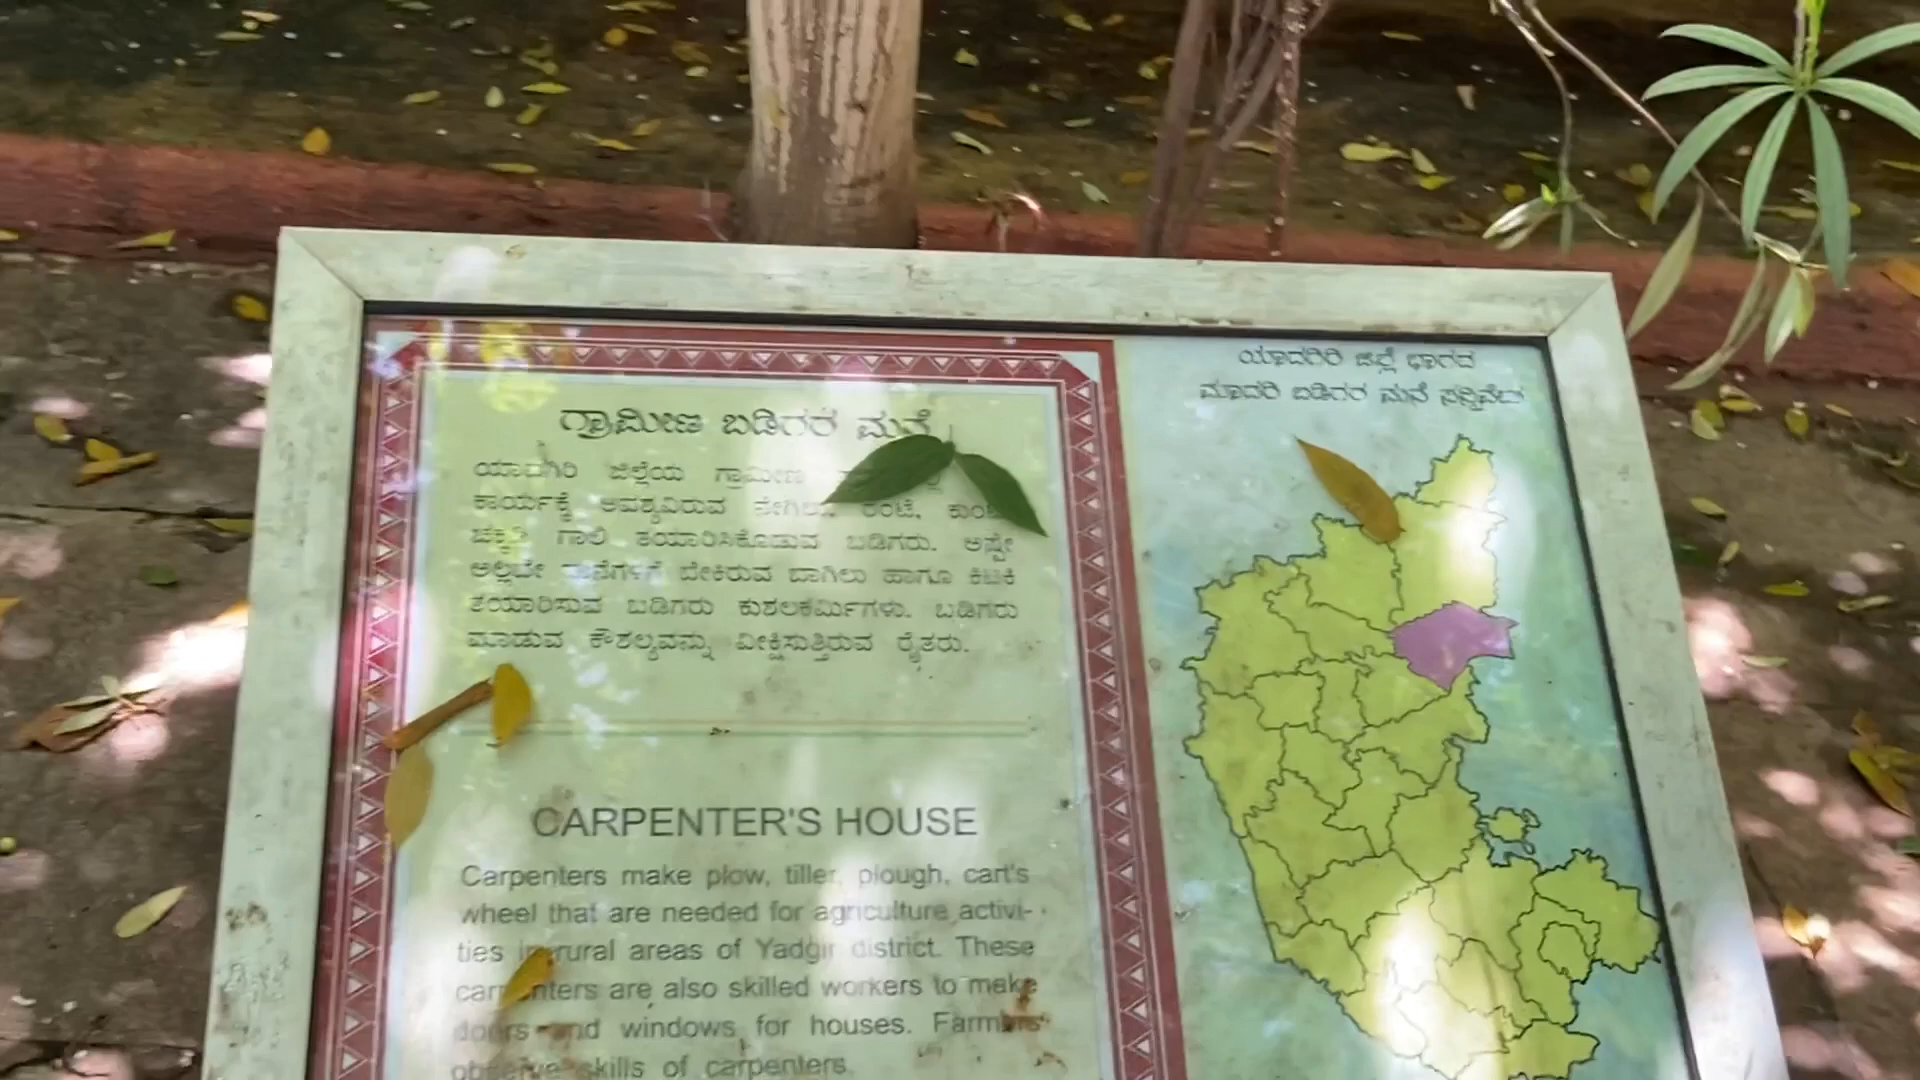 ಗ್ರಾಮೀಣ ಬಡಿಗರ ಮನೆ
ಯಾದಗಿರಿ ಜಿಲ್ಲೆಯ ಗ್ರಾಮೀಣ
ಕಾರ್ಯಕ್ಕೆ ಅವಶ್ಯವಿರುವ ನೇಗಿಲು, ರಂಟೆ,
ಗಾಲಿ ತಯಾರಿಸಿಕೊಡುವ ಬಡಿಗರು. ಅಷ್ಟೇ
ಅಲ್ಲದೇ ಮನೆಗಳಿಗೆ ಬೇಕಿರುವ ಬಾಗಿಲು ಹಾಗೂ ಕಿಟಕಿ
ತಯಾರಿಸುವ ಬಡಿಗರು ಕುಶಲಕರ್ಮಿಗಳು. ಬಡಿಗರು
ಮಾಡುವ ಕೌಶಲ್ಯವನ್ನು ವೀಕ್ಷಿಸುತ್ತಿರುವ ರೈತರು.
CARPENTER'S HOUSE
Carpenters make plow, tiller, plough, cart's
wheel that are needed for agriculture activi-
ties in rural areas of Yadgir district. These
carpenters are also skilled workers to make
doors and windows for houses. Farmers
observe skills of carpenters.
ಯಾದಗಿರಿ ಜಿಲ್ಲೆ ಭಾಗದ
ಮಾದರಿ ಬಡಿಗರ ಮನೆ ಸನ್ನಿವೇಶ